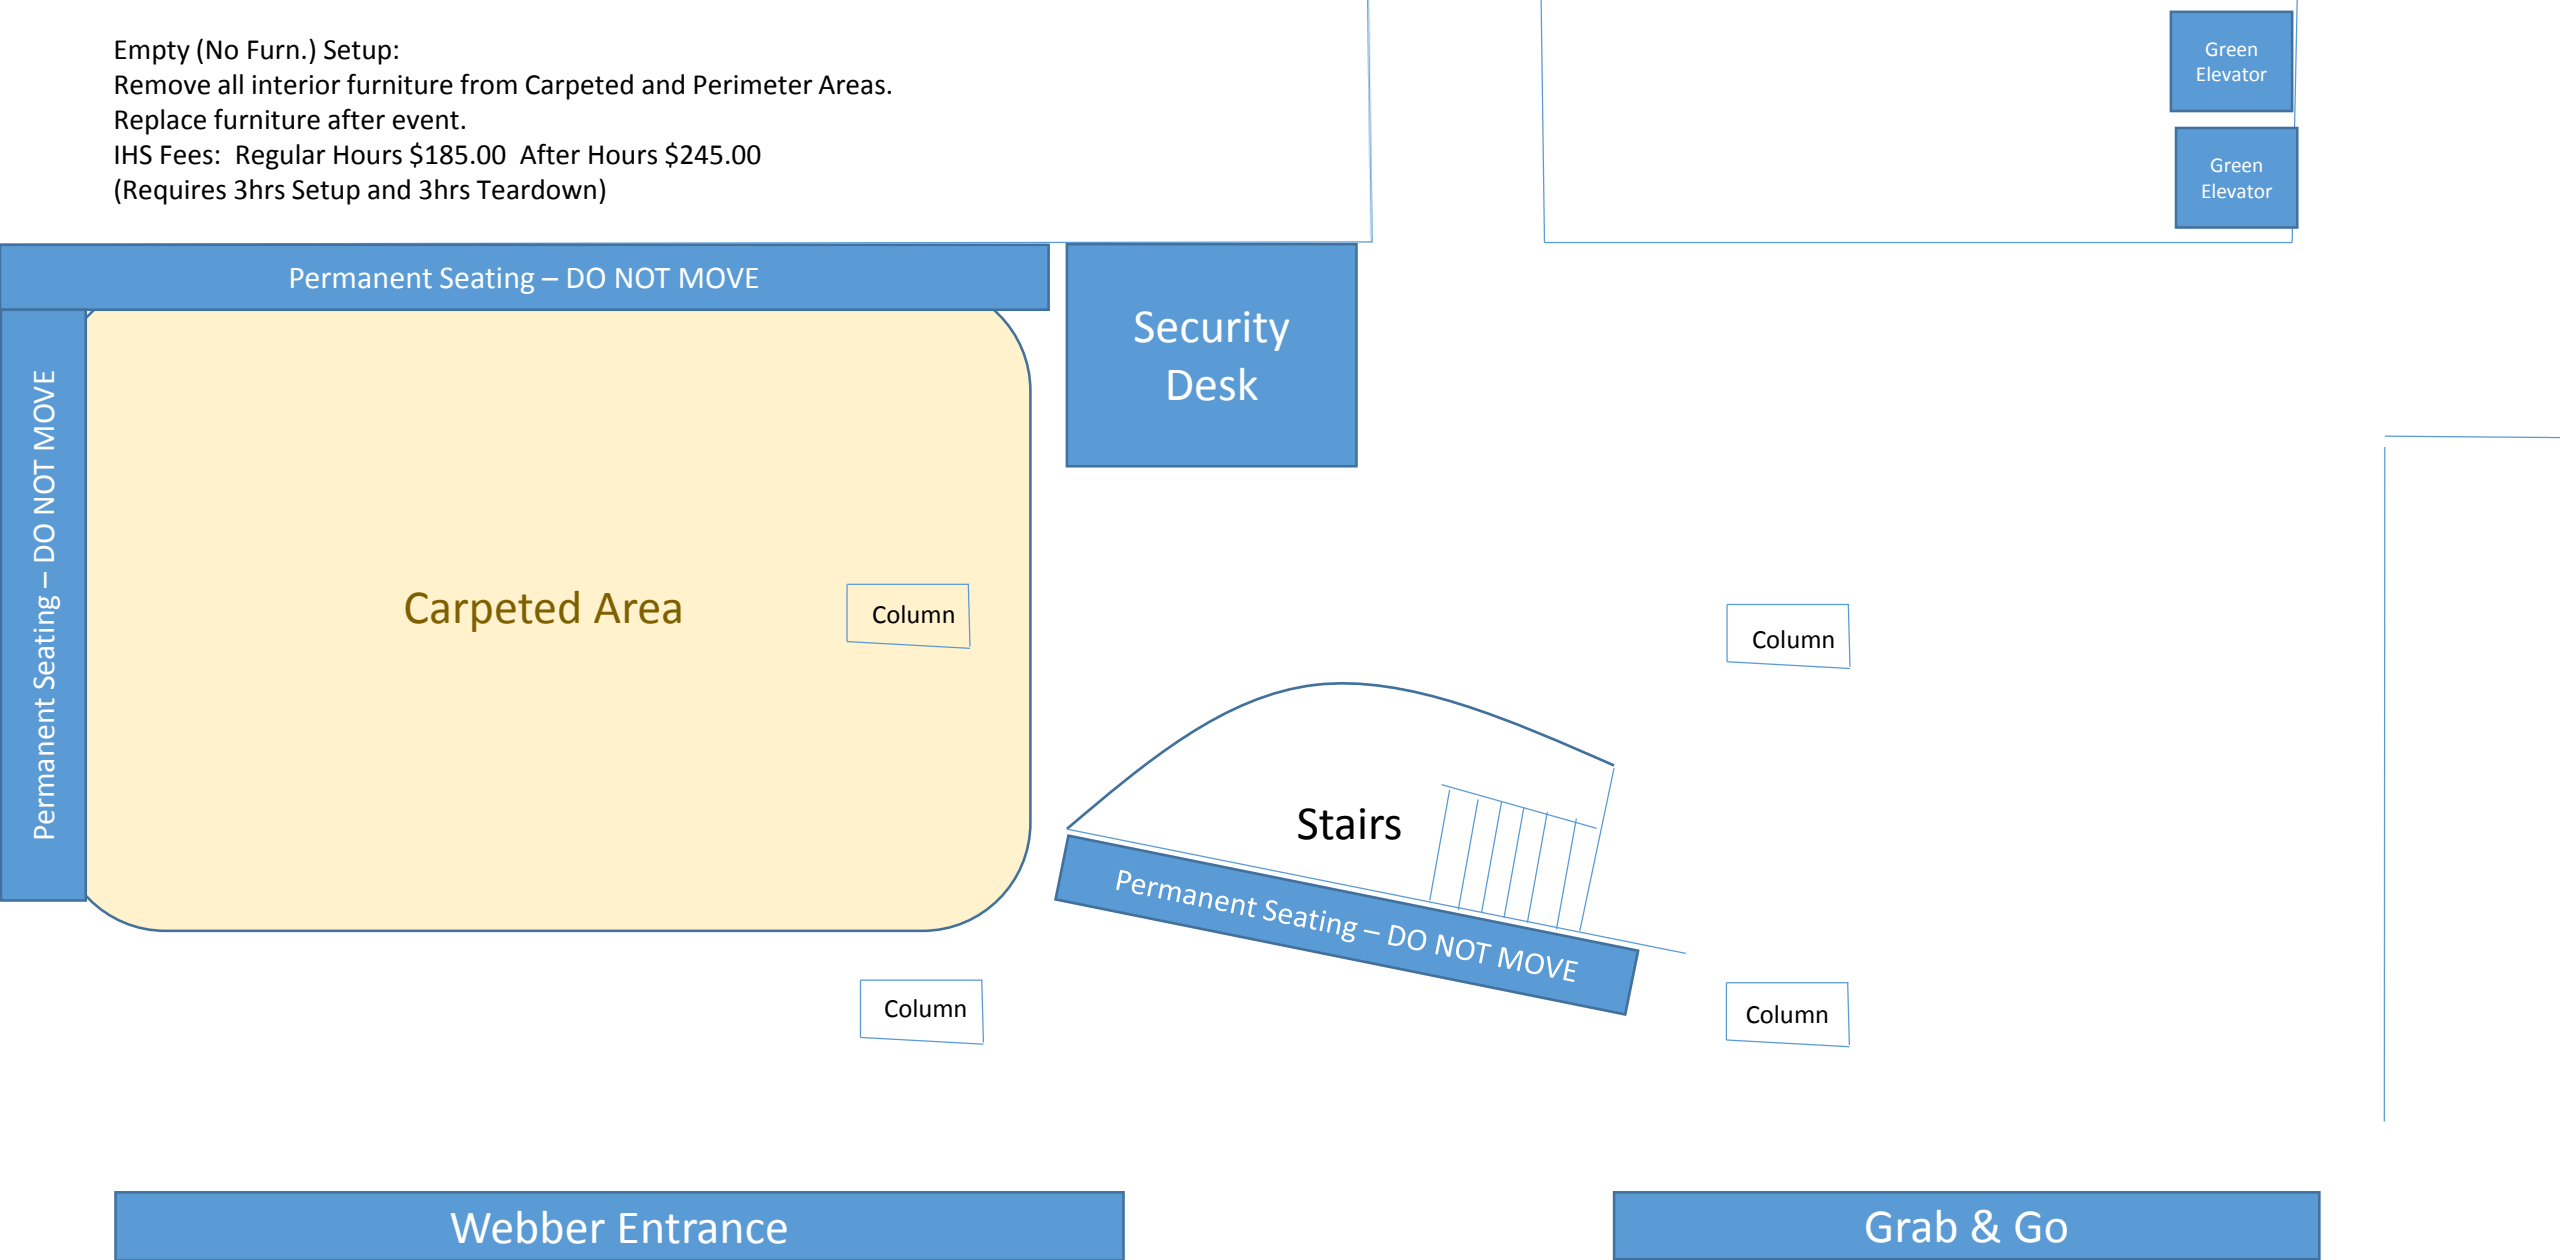 Empty (No Furn.) Setup:
Remove all interior furniture from Carpeted and Perimeter Areas.
Replace furniture after event.
IHS Fees:  Regular Hours $185.00  After Hours $245.00
(Requires 3hrs Setup and 3hrs Teardown)
Green
Elevator
Green
Elevator
Permanent Seating – DO NOT MOVE
Security
Desk
Permanent Seating – DO NOT MOVE
Carpeted Area
Column
Column
Stairs
Permanent Seating – DO NOT MOVE
Column
Column
Webber Entrance
Grab & Go